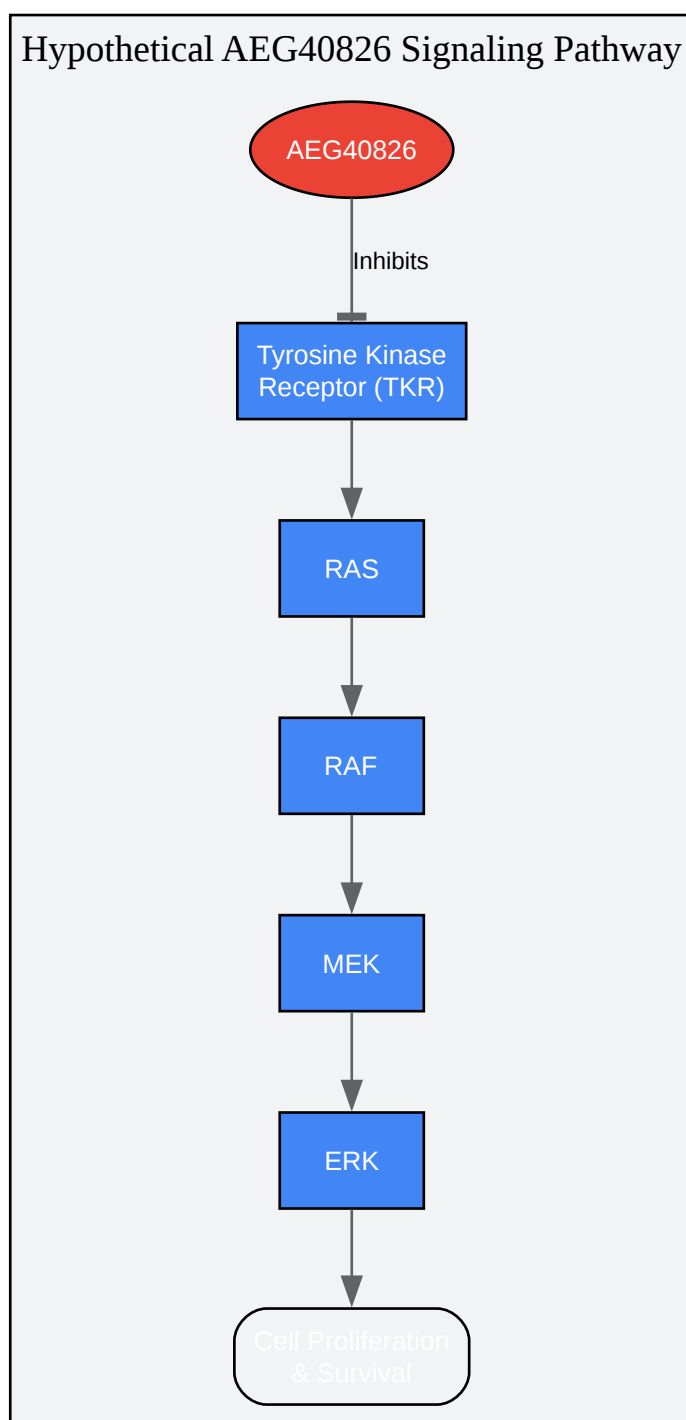 Hypothetical AEG40826 Signaling Pathway
AEG40826
Inhibits
Tyrosine Kinase
Receptor (TKR)
RAS
RAF
MEK
ERK
Cell Proliferation
& Survival